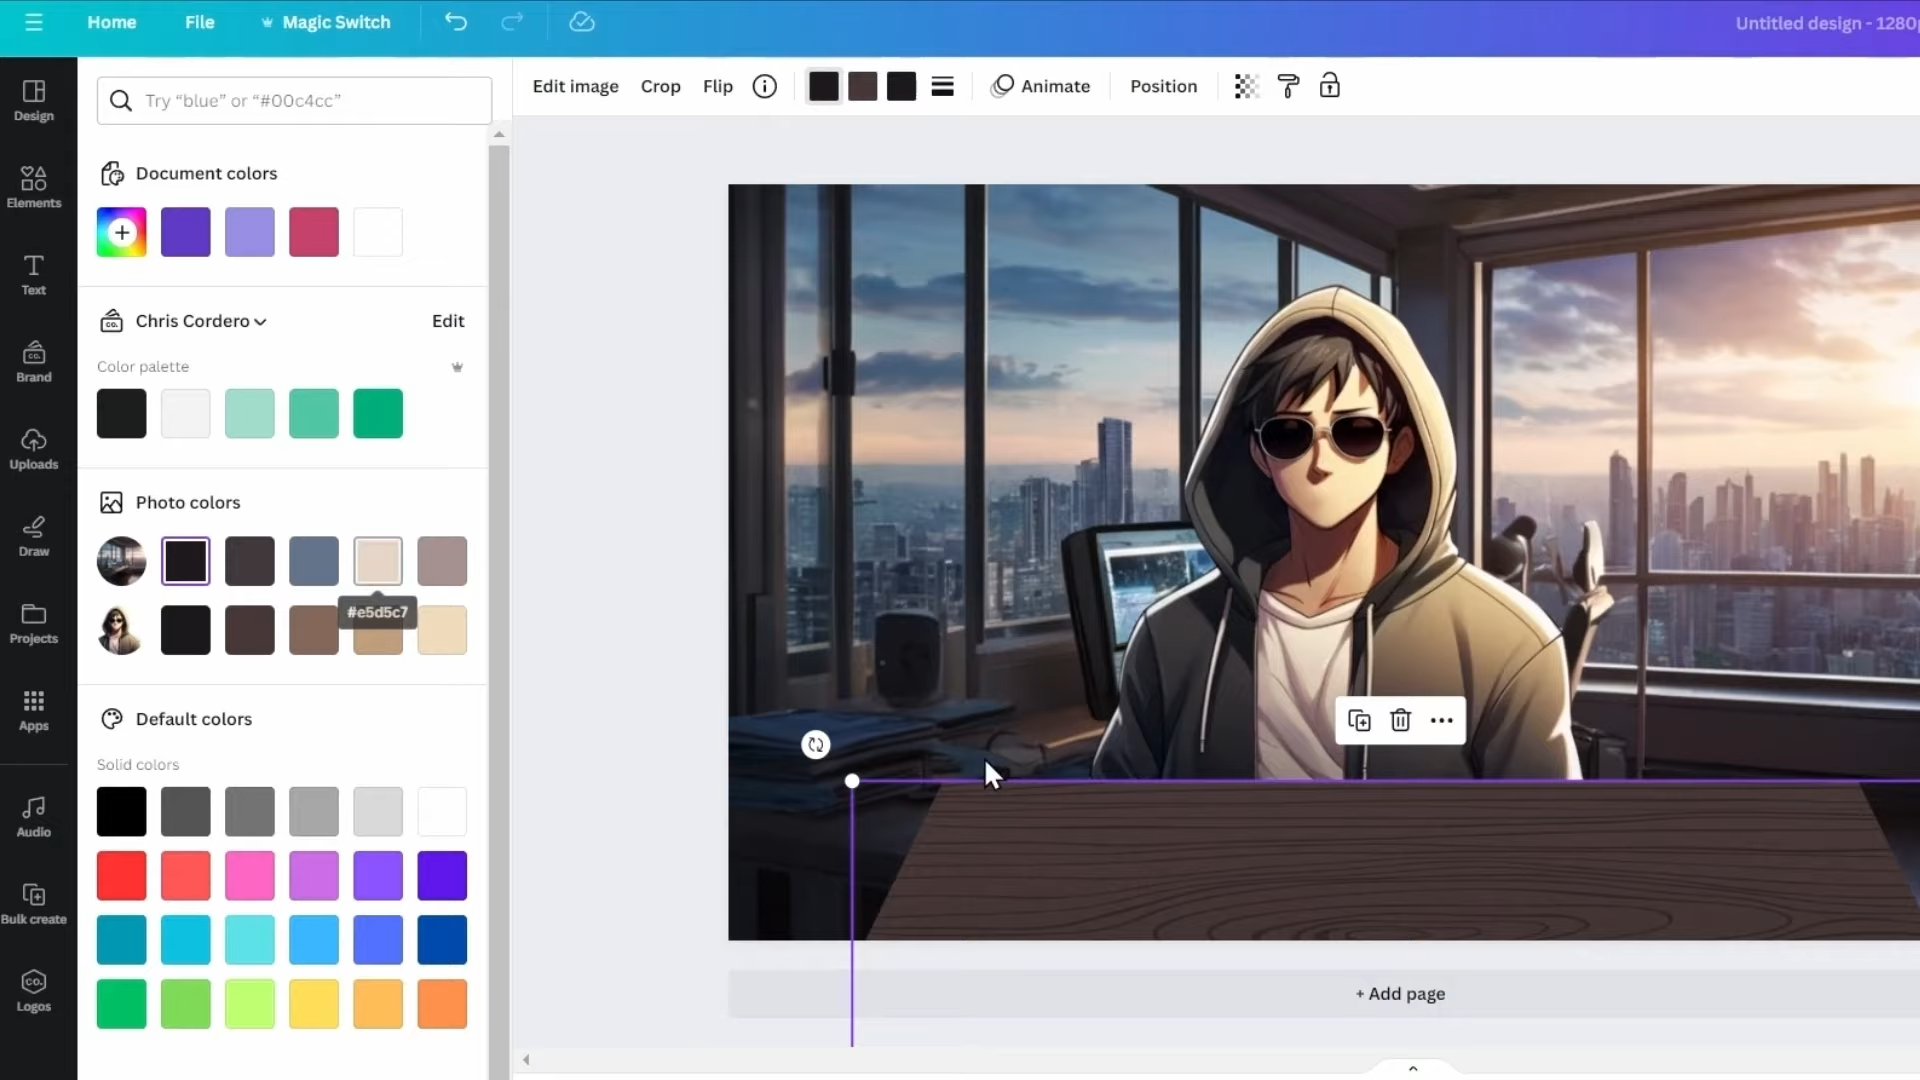 Home File Magic Switch Untitled design - 1280p
Try “blue” or “#00c4cc”
Edit image Crop Flip Animate Position
Design
Elements
Text
Brand
Uploads
Draw
Projects
Apps
Audio
Bulk create
Logos
Document colors
Chris Cordero Edit
Color palette
Photo colors
#e5d5c7
Default colors
Solid colors
+ Add page